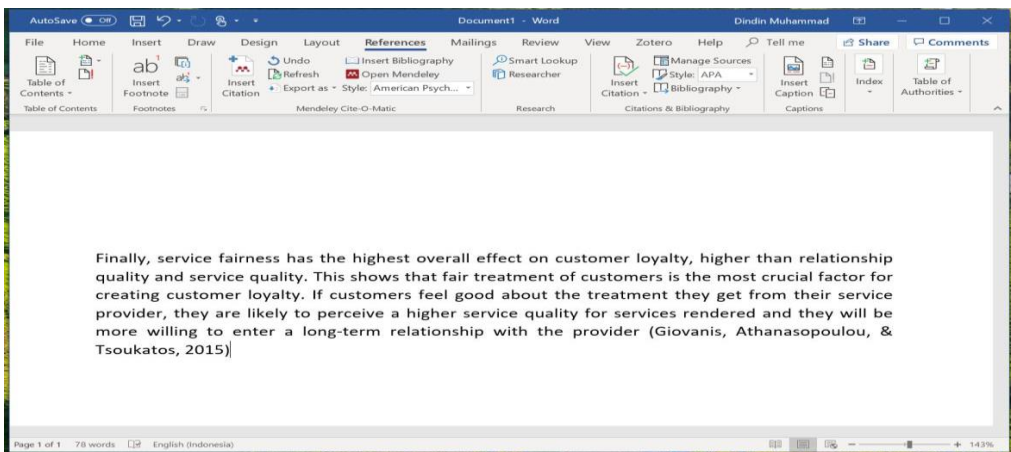 AutoSave Off Document1 - Word Dindin Muhammad
File Home Insert Draw Design Layout References Mailings Review View Zotero Help Tell me Share Comments
Table of Contents
Insert Footnote
Insert Citation
Undo
Refresh
Export as
Insert Bibliography
Open Mendeley
Style: American Psych...
Smart Lookup
Researcher
Insert Citation
Manage Sources
Style: APA
Bibliography
Insert Caption
Index
Table of Authorities
Table of Contents Footnotes Mendeley Cite-O-Matic Research Citations & Bibliography Captions
Finally, service fairness has the highest overall effect on customer loyalty, higher than relationship
quality and service quality. This shows that fair treatment of customers is the most crucial factor for
creating customer loyalty. If customers feel good about the treatment they get from their service
provider, they are likely to perceive a higher service quality for services rendered and they will be
more willing to enter a long-term relationship with the provider (Giovanis, Athanasopoulou, &
Tsoukatos, 2015)
Page 1 of 1 78 words English (Indonesia) 143%